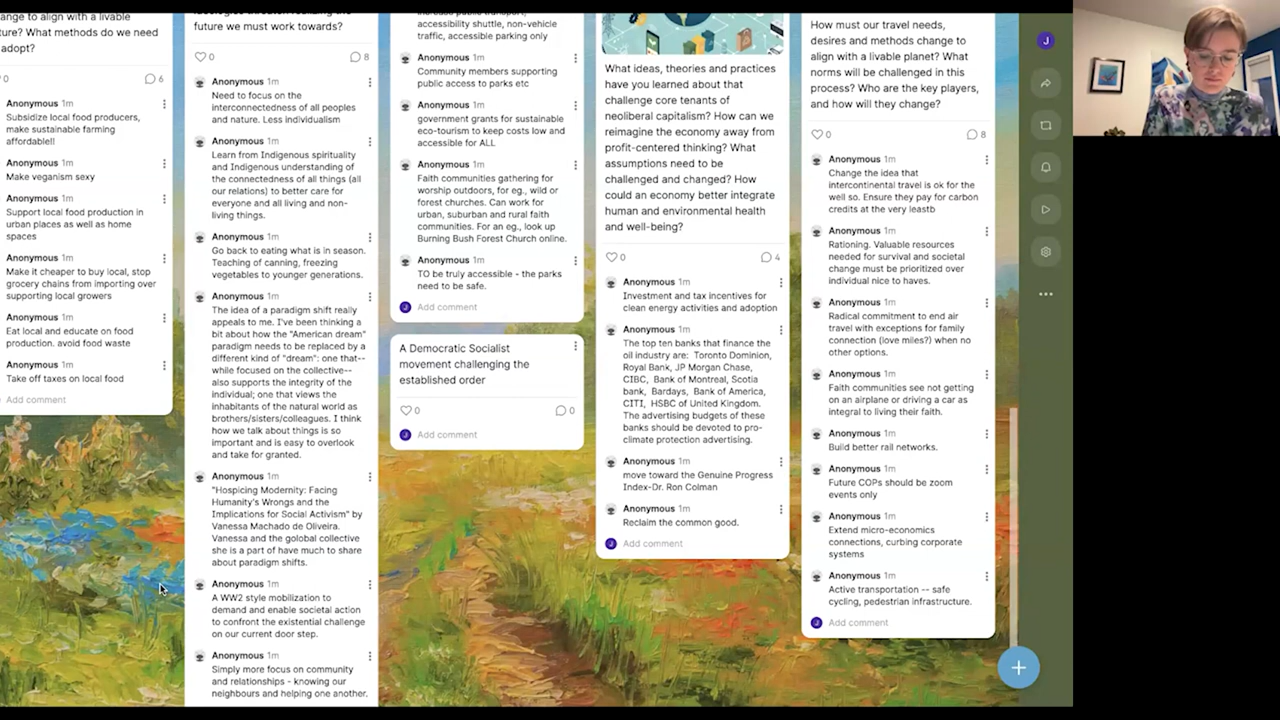 ange to align with a livable
ture? What methods do we need
adopt?
0
6
Anonymous 1m
Subsidize local food producers,
make sustainable farming
affordable!!
Anonymous 1m
Make veganism sexy
Anonymous 1m
Support local food production in
urban places as well as home
spaces
Anonymous 1m
Make it cheaper to buy local, stop
grocery chains from importing over
supporting local growers
Anonymous 1m
Eat local and educate on food
production. avoid food waste
Anonymous 1m
Take off taxes on local food
Add comment
future we must work towards?
0
8
Anonymous 1m
Need to focus on the
interconnectedness of all peoples
and nature. Less individualism
Anonymous 1m
Learn from Indigenous spirituality
and Indigenous understanding of
the connectedness of all things (all
our relations) to better care for
everyone and all living and non-
living things.
Anonymous 1m
Go back to eating what is in season.
Teaching of canning, freezing
vegetables to younger generations.
Anonymous 1m
The idea of a paradigm shift really
appeals to me. I've been thinking a
bit about how the "American dream"
paradigm needs to be replaced by a
different kind of "dream": one that--
while focused on the collective--
also supports the integrity of the
individual; one that views the
inhabitants of the natural world as
brothers/sisters/colleagues. I think
how we talk about things is so
important and is easy to overlook
and take for granted.
Anonymous 1m
"Hospicing Modernity: Facing
Humanity's Wrongs and the
Implications for Social Activism" by
Vanessa Machado de Oliveira.
Vanessa and the golobal collective
she is a part of have much to share
about paradigm shifts.
Anonymous 1m
A WW2 style mobilization to
demand and enable societal action
to confront the existential challenge
on our current door step.
Anonymous 1m
Simply more focus on community
and relationships - knowing our
neighbours and helping one another.
increase public transport,
accessibility shuttle, non-vehicle
traffic, accessible parking only
Anonymous 1m
Community members supporting
public access to parks etc
Anonymous 1m
government grants for sustainable
eco-tourism to keep costs low and
accessible for ALL
Anonymous 1m
Faith communities gathering for
worship outdoors, for eg., wild or
forest churches. Can work for
urban, suburban and rural faith
communities. For an eg., look up
Burning Bush Forest Church online.
Anonymous 1m
TO be truly accessible - the parks
need to be safe.
J
Add comment
A Democratic Socialist
movement challenging the
established order
0
0
J
Add comment
What ideas, theories and practices
have you learned about that
challenge core tenants of
neoliberal capitalism? How can we
reimagine the economy away from
profit-centered thinking? What
assumptions need to be
challenged and changed? How
could an economy better integrate
human and environmental health
and well-being?
0
4
Anonymous 1m
Investment and tax incentives for
clean energy activities and adoption
Anonymous 1m
The top ten banks that finance the
oil industry are: Toronto Dominion,
Royal Bank, JP Morgan Chase,
CIBC, Bank of Montreal, Scotia
bank, Bardays, Bank of America,
CITI, HSBC of United Kingdom.
The advertising budgets of these
banks should be devoted to pro-
climate protection advertising.
Anonymous 1m
move toward the Genuine Progress
Index-Dr. Ron Colman
Anonymous 1m
Reclaim the common good.
J
Add comment
How must our travel needs,
desires and methods change to
align with a livable planet? What
norms will be challenged in this
process? Who are the key players,
and how will they change?
0
8
Anonymous 1m
Change the idea that
intercontinental travel is ok for the
well so. Ensure they pay for carbon
credits at the very leastb
Anonymous 1m
Rationing. Valuable resources
needed for survival and societal
change must be prioritized over
individual nice to haves.
Anonymous 1m
Radical commitment to end air
travel with exceptions for family
connection (love miles?) when no
other options.
Anonymous 1m
Faith communities see not getting
on an airplane or driving a car as
integral to living their faith.
Anonymous 1m
Build better rail networks.
Anonymous 1m
Future COPs should be zoom
events only
Anonymous 1m
Extend micro-economics
connections, curbing corporate
systems
Anonymous 1m
Active transportation -- safe
cycling, pedestrian infrastructure.
J
Add comment
J